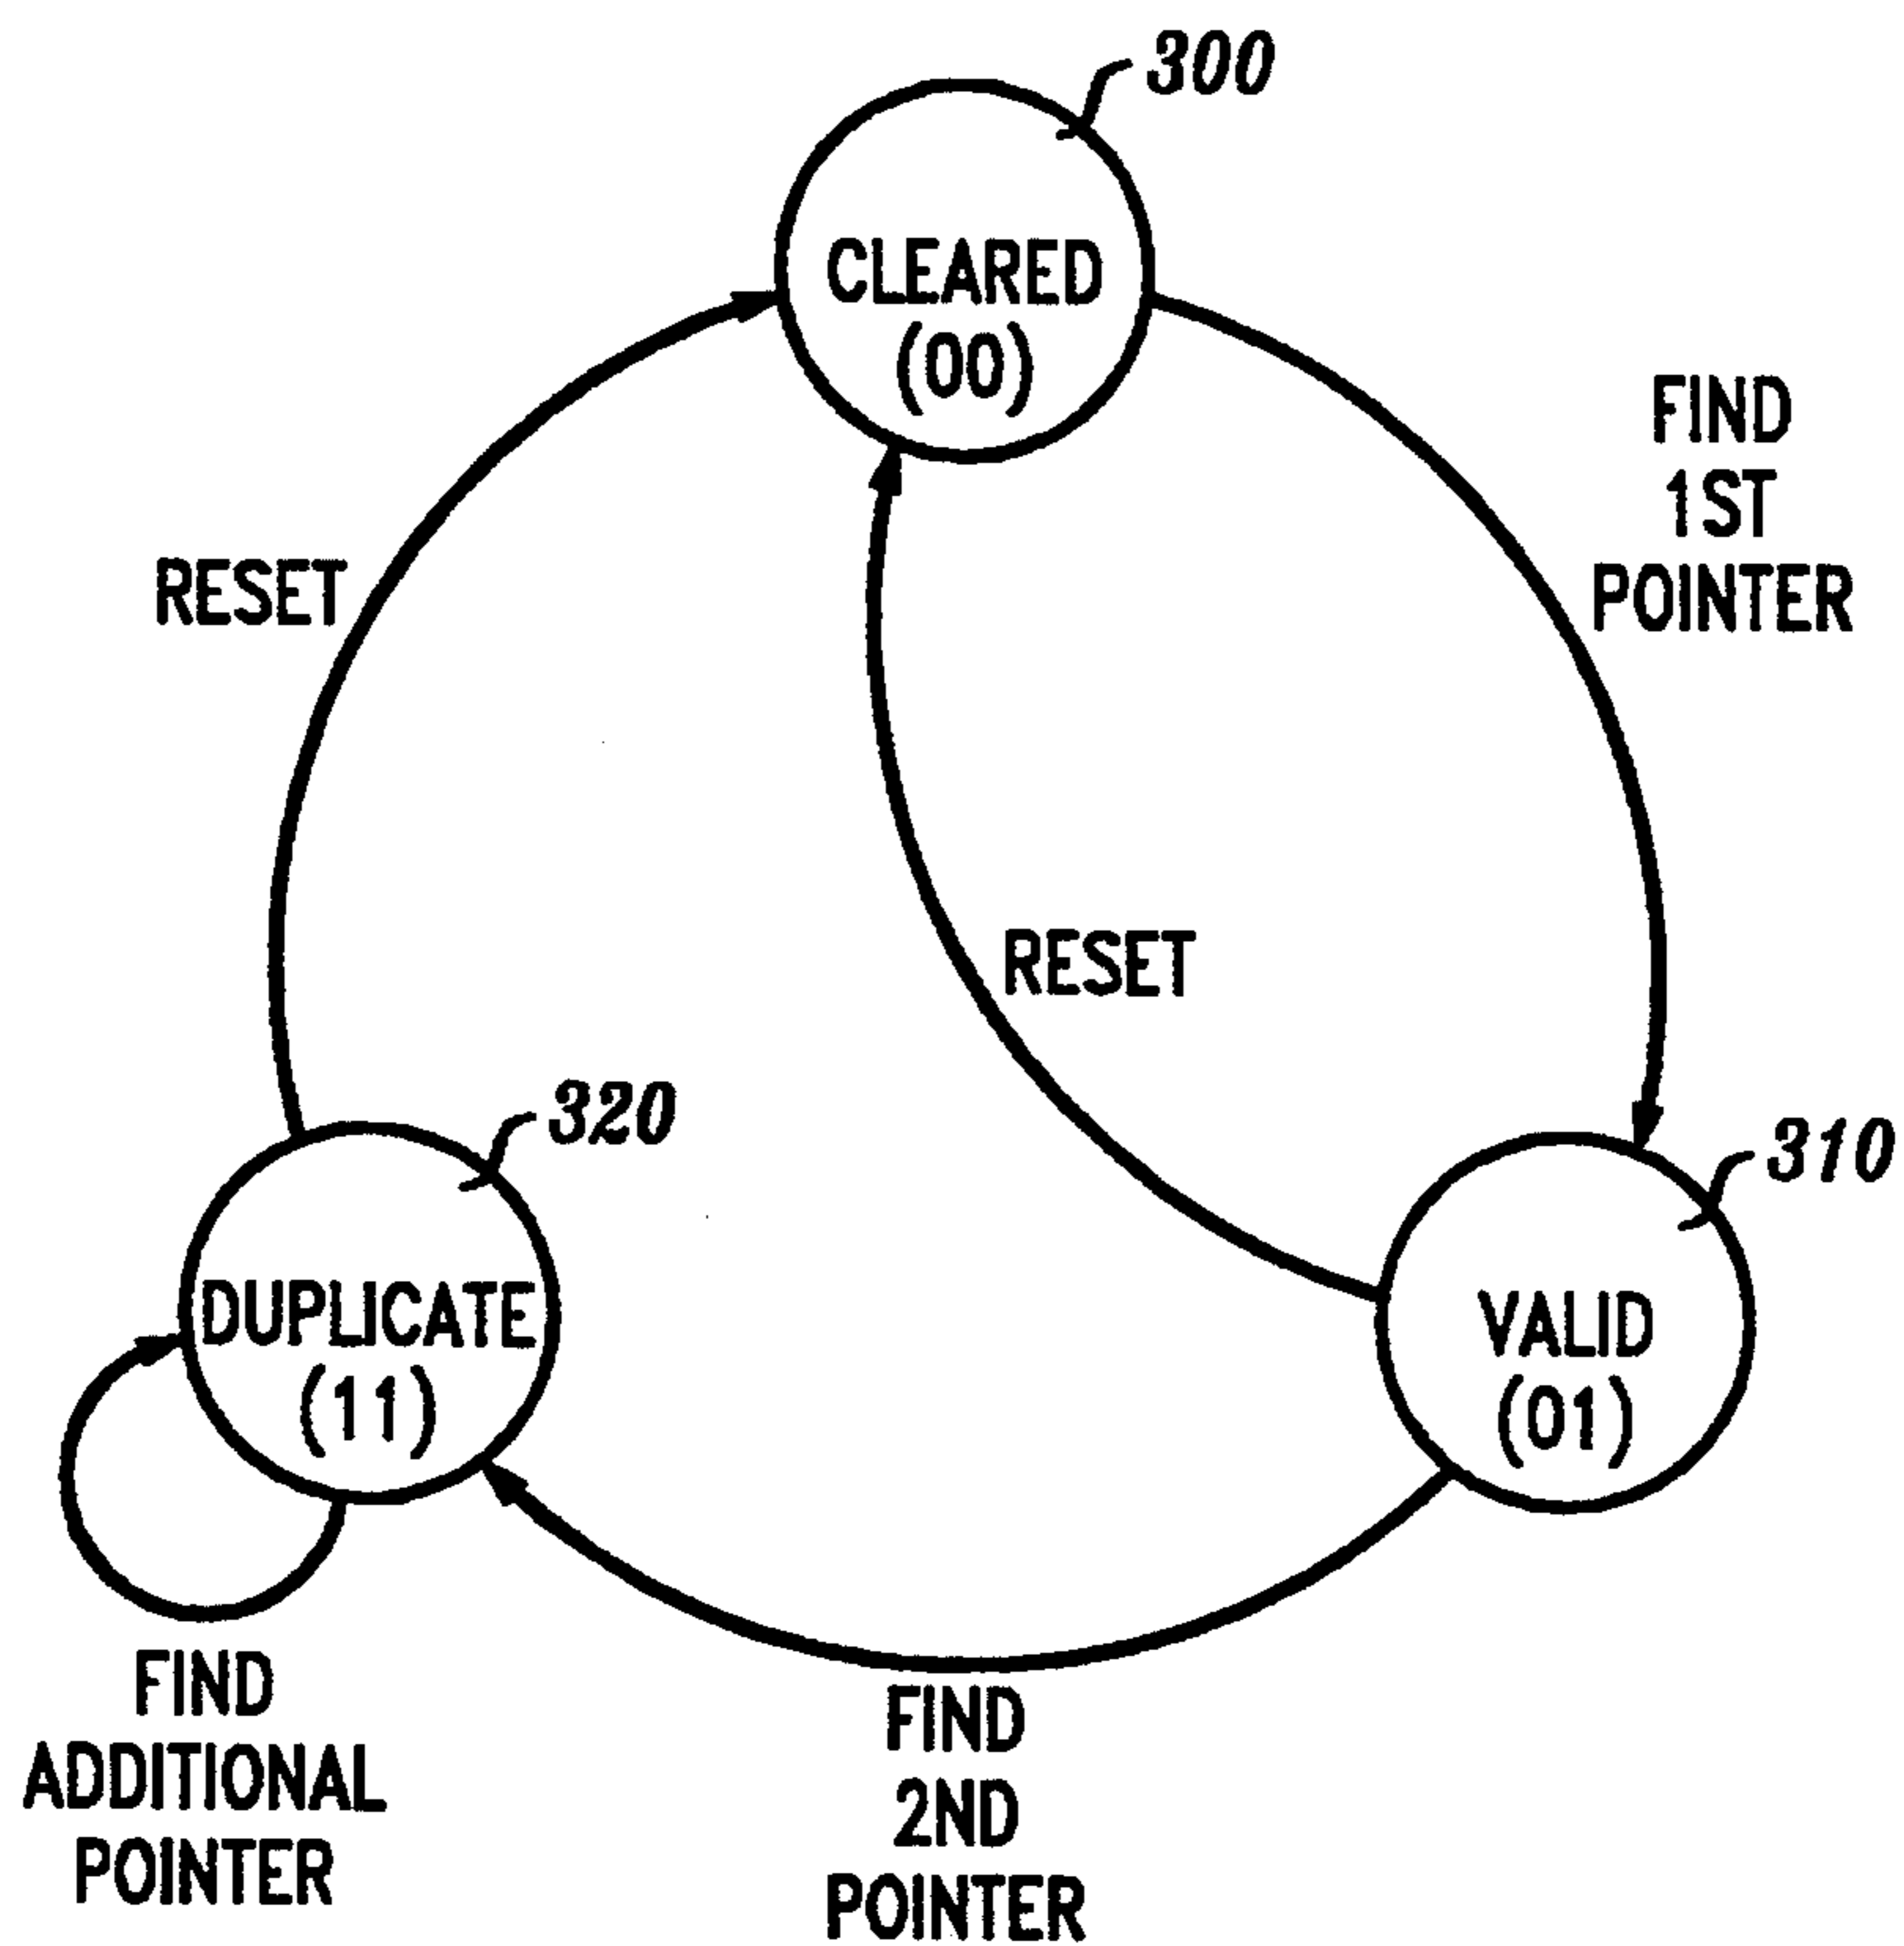 300
CLEARED
(00)
FIND
1ST
POINTER
RESET
RESET
320
310
DUPLICATE
(11)
VALID
(01)
FIND
ADDITIONAL
POINTER
FIND
2ND
POINTER